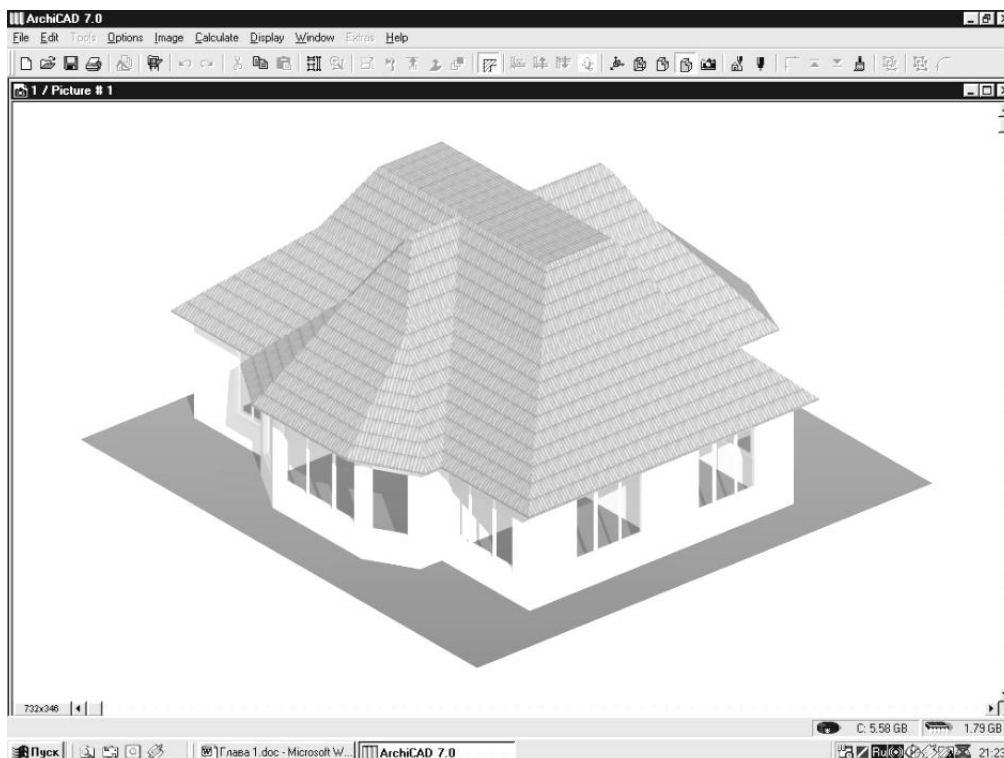 ArchiCAD 7.0
File Edit Tools Options Image Calculate Display Window Extras Help
1 / Picture # 1
732x346
C: 5.58 GB 1.79 GB
Пуск Глава 1.doc - Microsoft W... ArchiCAD 7.0 Ru 21:23